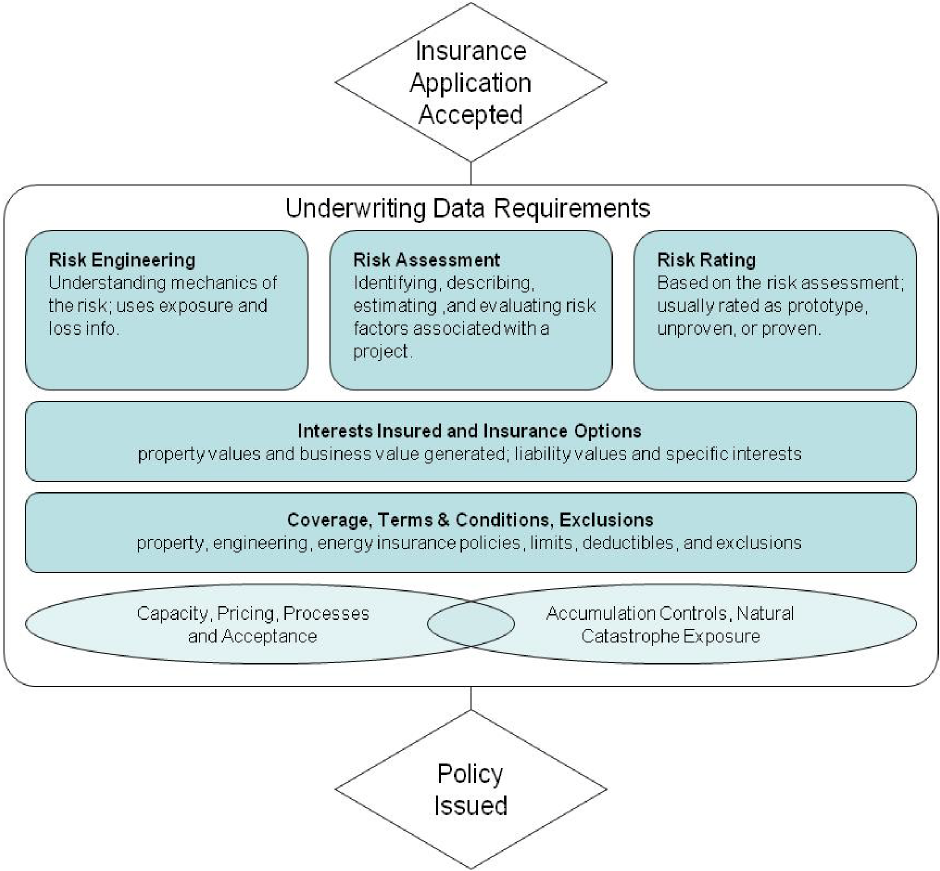 Insurance
Application
Accepted
Underwriting Data Requirements
Risk Engineering
Understanding mechanics of
the risk; uses exposure and
loss info.
Risk Assessment
Identifying, describing,
estimating ,and evaluating risk
factors associated with a
project.
Risk Rating
Based on the risk assessment;
usually rated as prototype,
unproven, or proven.
Interests Insured and Insurance Options
property values and business value generated; liability values and specific interests
Coverage, Terms & Conditions, Exclusions
property, engineering, energy insurance policies, limits, deductibles, and exclusions
Capacity, Pricing, Processes
and Acceptance
Accumulation Controls, Natural
Catastrophe Exposure
Policy
Issued